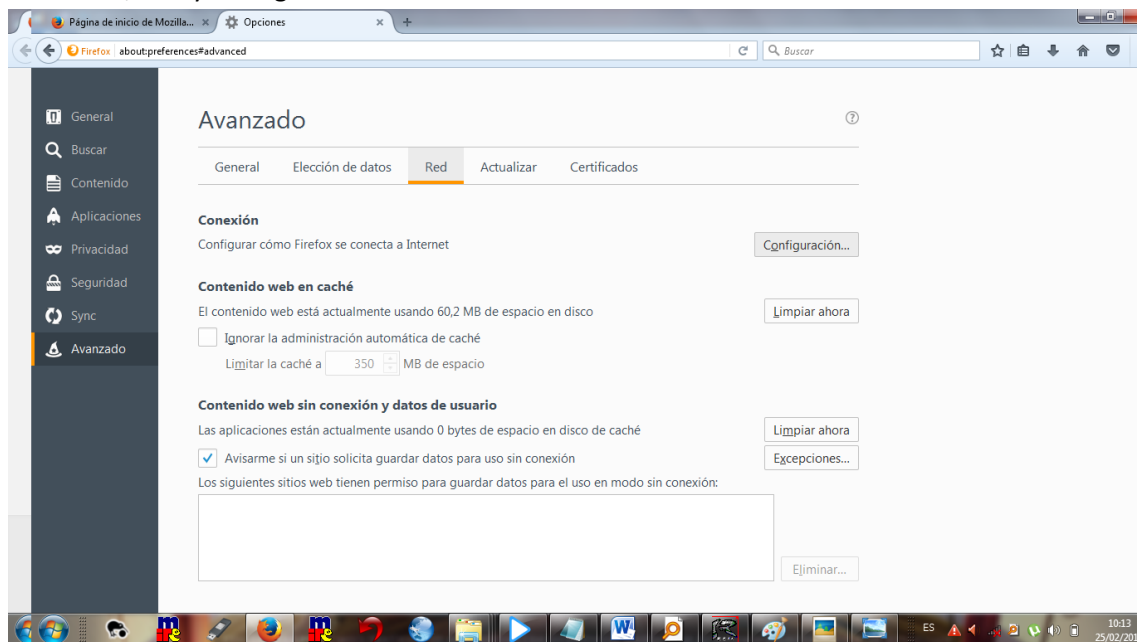 Página de inicio de Mozilla...
Opciones
Firefox about:preferences#advanced
Buscar
General
Buscar
Contenido
Aplicaciones
Privacidad
Seguridad
Sync
Avanzado
Avanzado
General Elección de datos Red Actualizar Certificados
Conexión
Configurar cómo Firefox se conecta a Internet
Configuración...
Contenido web en caché
El contenido web está actualmente usando 60,2 MB de espacio en disco
Limpiar ahora
Ignorar la administración automática de caché
Limitar la caché a 350 MB de espacio
Contenido web sin conexión y datos de usuario
Las aplicaciones están actualmente usando 0 bytes de espacio en disco de caché
Limpiar ahora
Avisarme si un sitio solicita guardar datos para uso sin conexión
Excepciones...
Los siguientes sitios web tienen permiso para guardar datos para el uso en modo sin conexión:
Eliminar...
ES
10:13